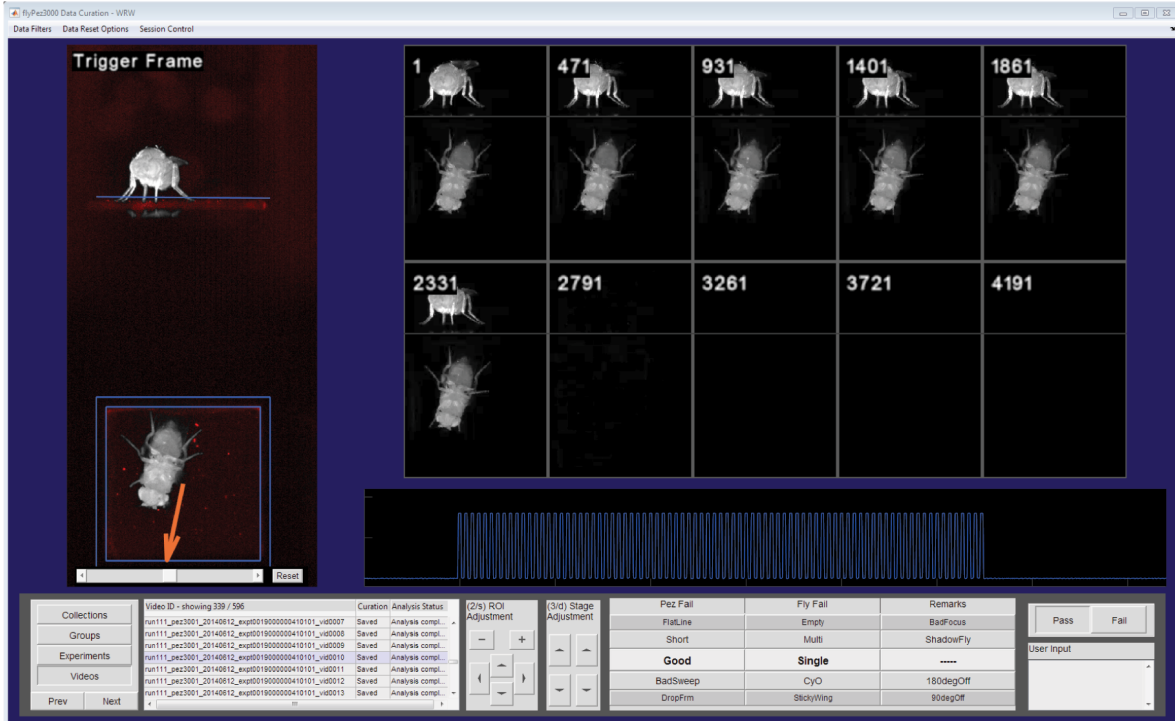 flyPez3000 Data Curation - WRW
Data Filters Data Reset Options Session Control
Trigger Frame
1 471 931 1401 1861
2331 2791 3261 3721 4191
Reset
Collections
Groups
Experiments
Videos
Prev Next
Video ID - showing 339 / 596 Curation Analysis Status
run111_pez3001_20140612_expt0019000000410101_vid0007 Saved Analysis compl...
run111_pez3001_20140612_expt0019000000410101_vid0008 Saved Analysis compl...
run111_pez3001_20140612_expt0019000000410101_vid0009 Saved Analysis compl...
run111_pez3001_20140612_expt0019000000410101_vid0010 Saved Analysis compl...
run111_pez3001_20140612_expt0019000000410101_vid0011 Saved Analysis compl...
run111_pez3001_20140612_expt0019000000410101_vid0012 Saved Analysis compl...
run111_pez3001_20140612_expt0019000000410101_vid0013 Saved Analysis compl...
(2/s) ROI
Adjustment
- +
(3/d) Stage
Adjustment
Pez Fail Fly Fail Remarks
FlatLine Empty BadFocus
Short Multi ShadowFly
Good Single -----
BadSweep CyO 180degOff
DropFrm StickyWing 90degOff
Pass Fail
User Input